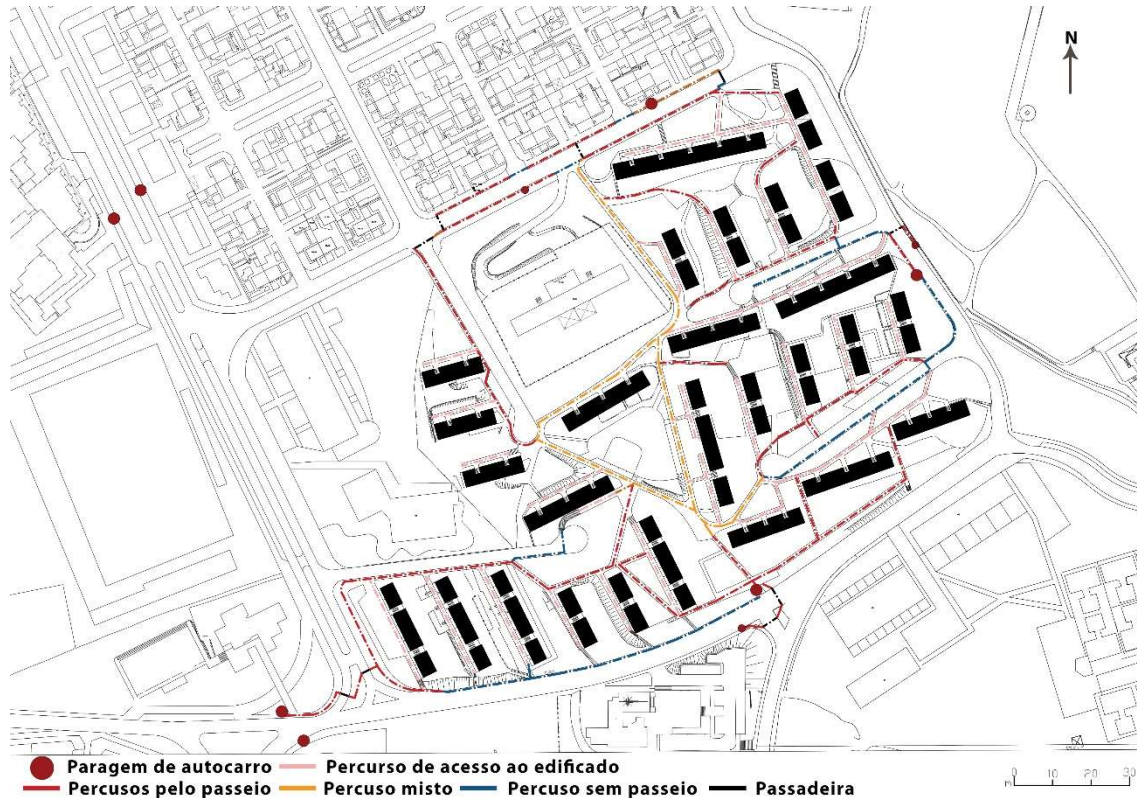 N
Paragem de autocarro Percurso de acesso ao edificado
Percusos pelo passeio Percuso misto Percuso sem passeio Passadeira
0 10 20 30
m